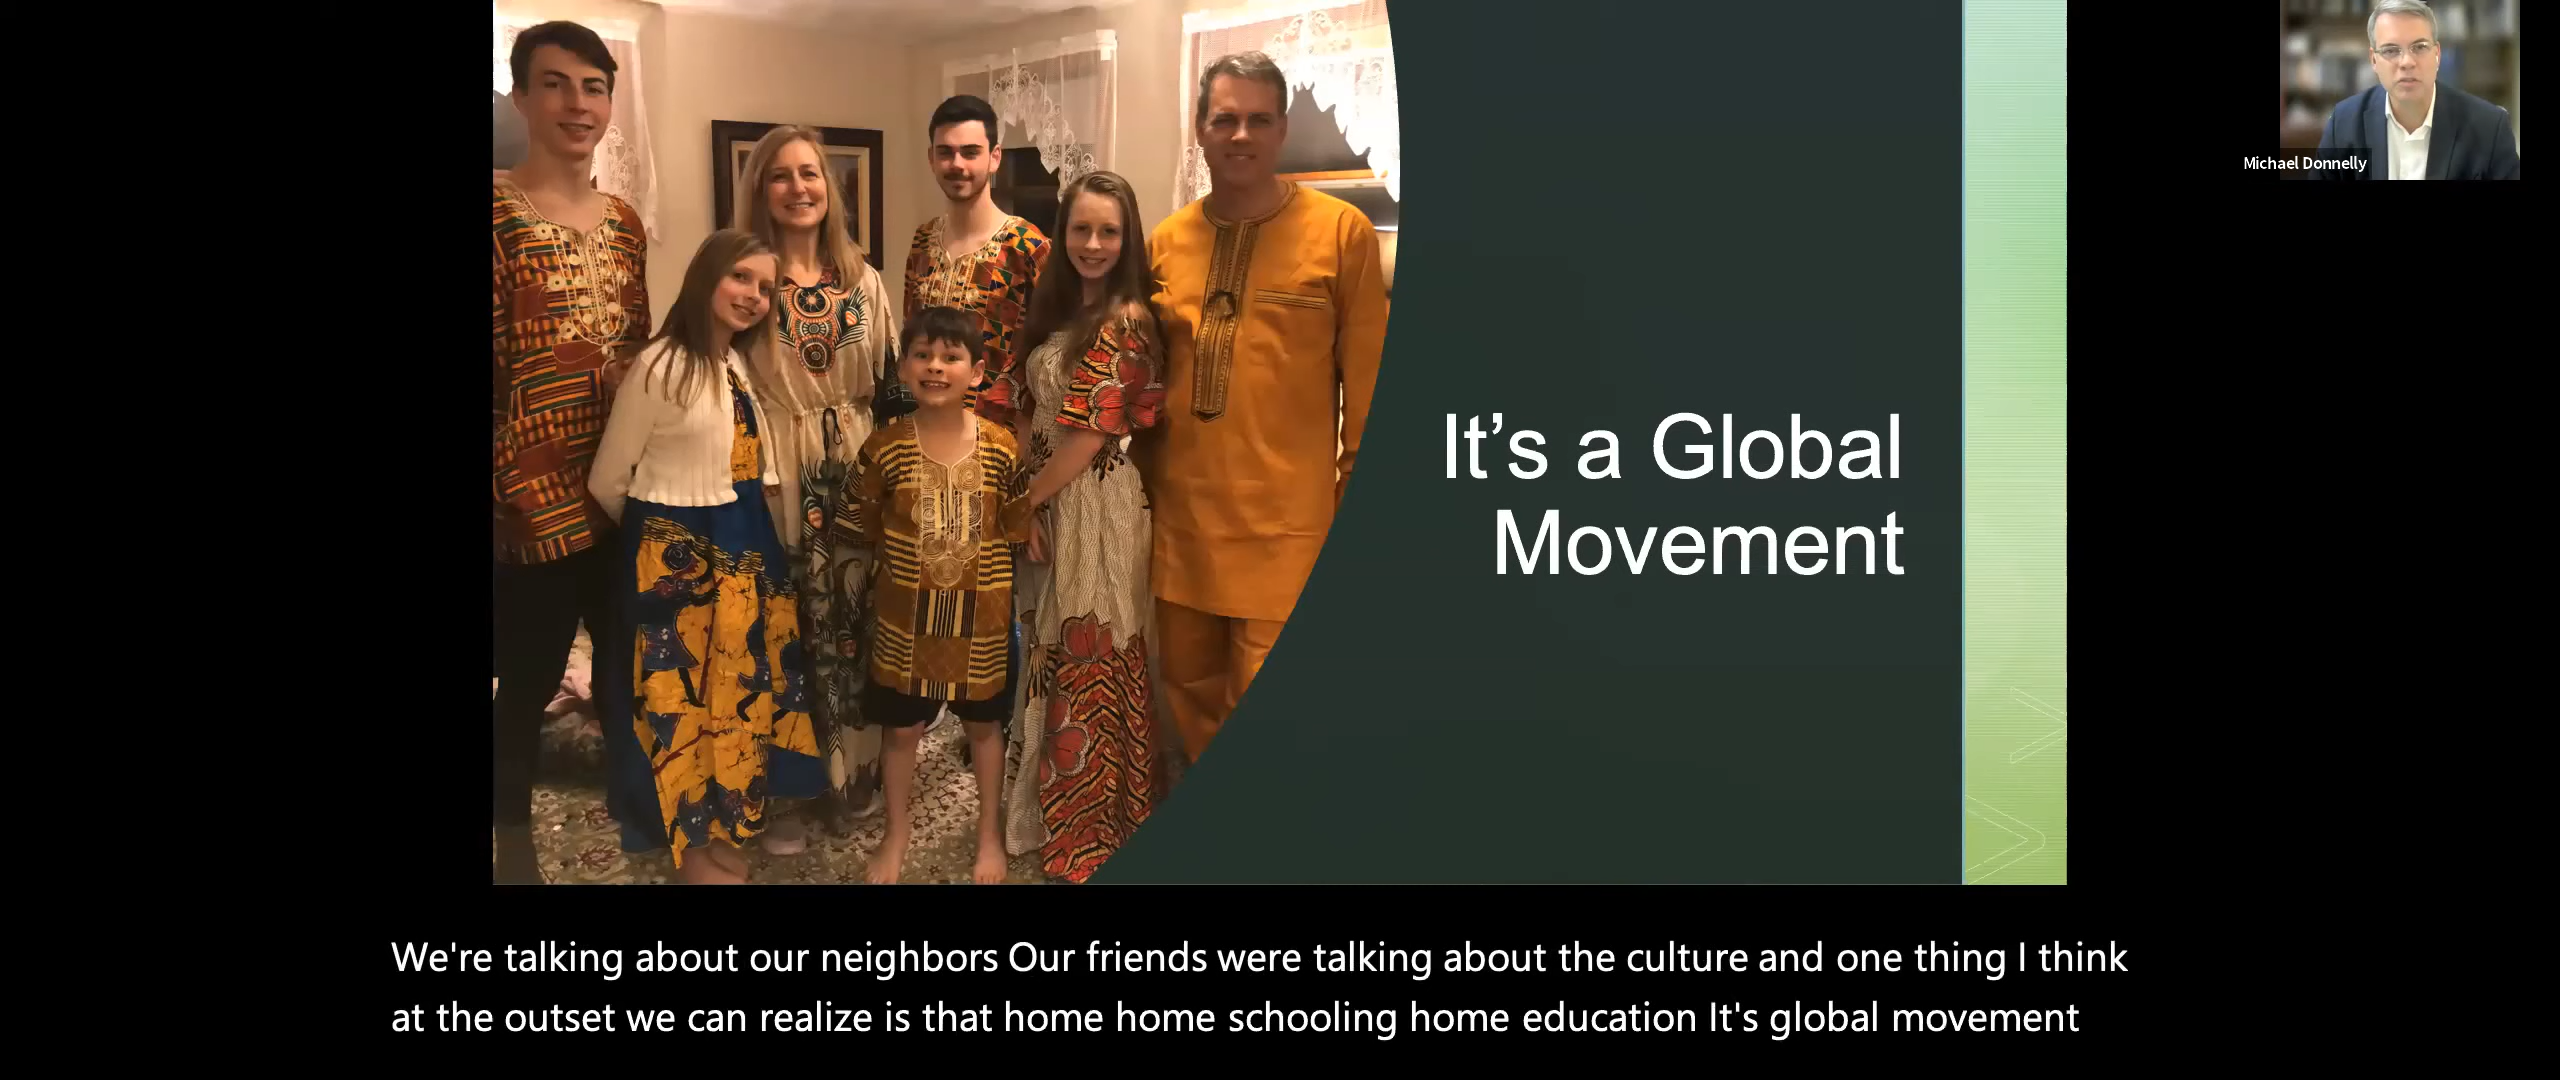 Michael Donnelly
It’s a Global
Movement
We're talking about our neighbors Our friends were talking about the culture and one thing I think
at the outset we can realize is that home home schooling home education It's global movement